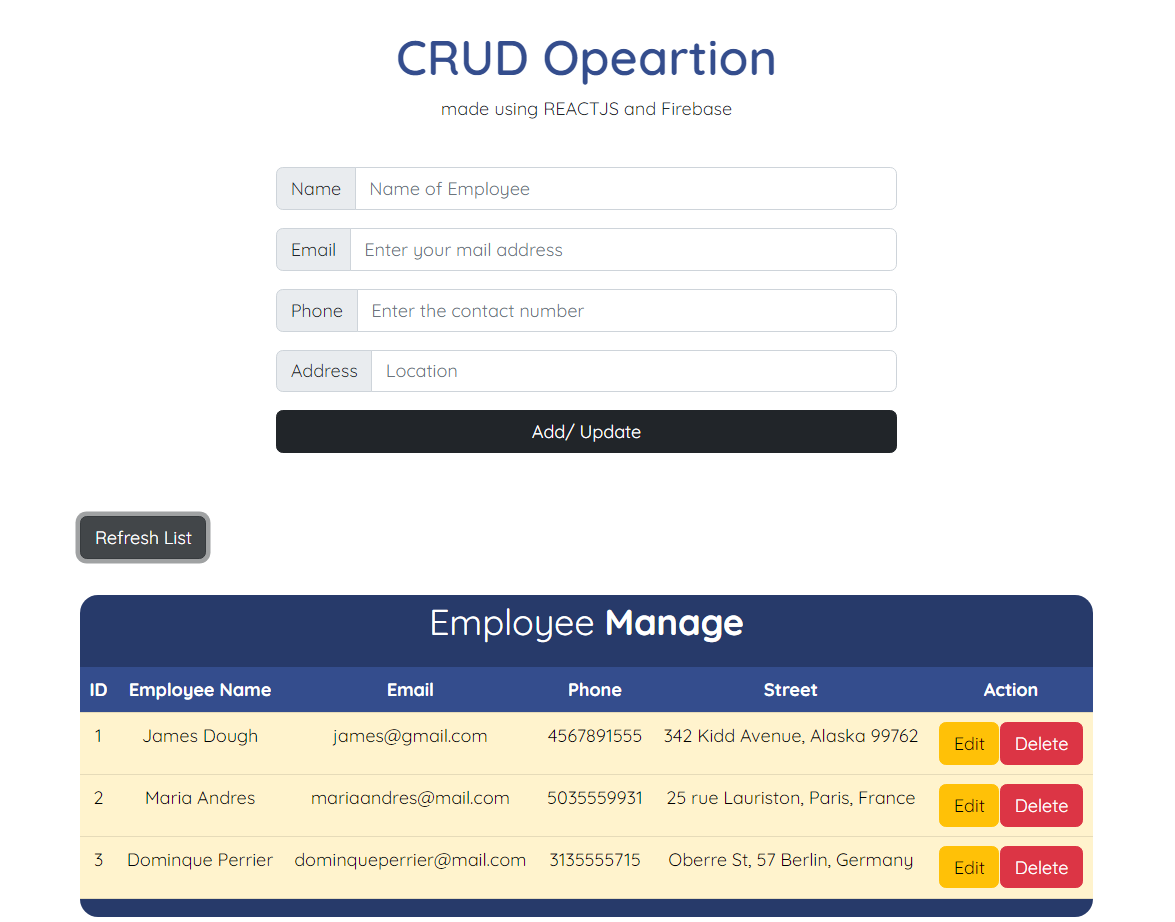 CRUD Opeartion
made using REACTJS and Firebase
Name Name of Employee
Email Enter your mail address
Phone Enter the contact number
Address Location
Add/ Update
Refresh List
Employee Manage
ID Employee Name Email Phone Street Action
1 James Dough james@gmail.com 4567891555 342 Kidd Avenue, Alaska 99762 Edit Delete
2 Maria Andres mariaandres@mail.com 5035559931 25 rue Lauriston, Paris, France Edit Delete
3 Dominque Perrier dominqueperrier@mail.com 3135555715 Oberre St, 57 Berlin, Germany Edit Delete